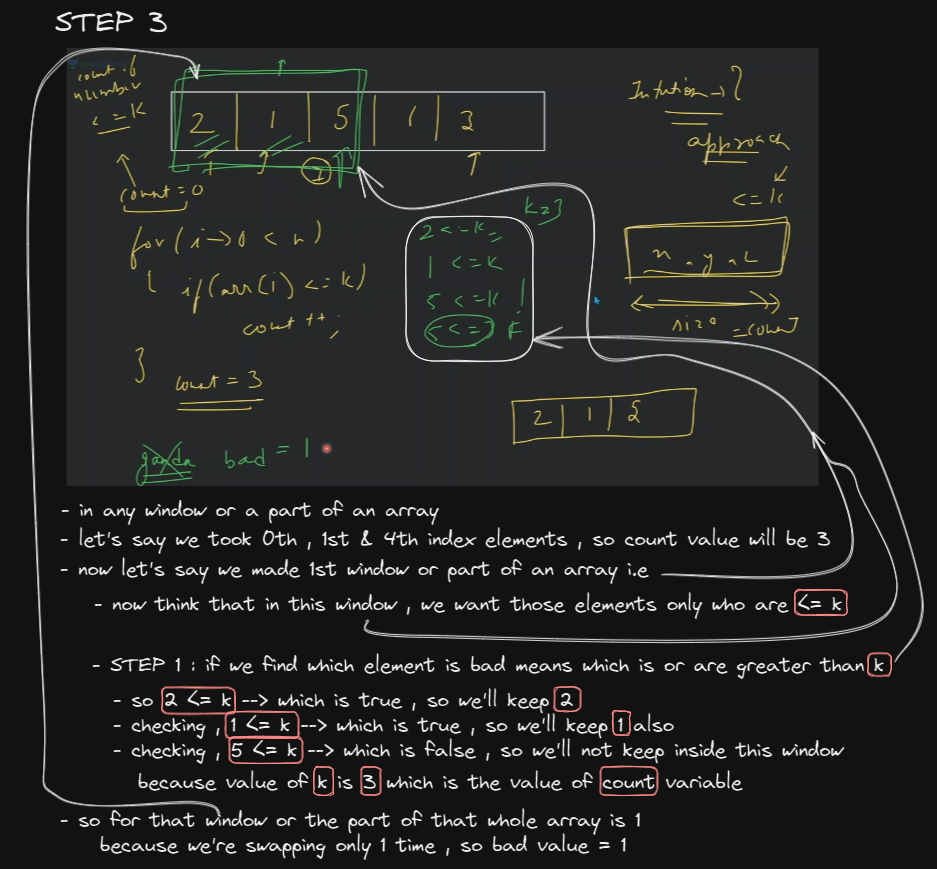 STEP 3
count of
number
<= k
2 1 5 1 3
Intution → ?
approach
<= k
count = 0
for (i → 0 < n)
if (arr(i) <= k)
count ++;
}
count = 3
k = 3
2 <= k
1 <= k
5 <= k !
5 <= 3 F
x, y, z
size = count
2 1 5
ganda bad = 1
- in any window or a part of an array
- let's say we took 0th, 1st & 4th index elements, so count value will be 3
- now let's say we made 1st window or part of an array i.e
- now think that in this window, we want those elements only who are <= k
- STEP 1 : if we find which element is bad means which is or are greater than k
- so 2 <= k --> which is true, so we'll keep 2
- checking, 1 <= k --> which is true, so we'll keep 1 also
- checking, 5 <= k --> which is false, so we'll not keep inside this window
because value of k is 3 which is the value of count variable
- so for that window or the part of that whole array is 1
because we're swapping only 1 time, so bad value = 1